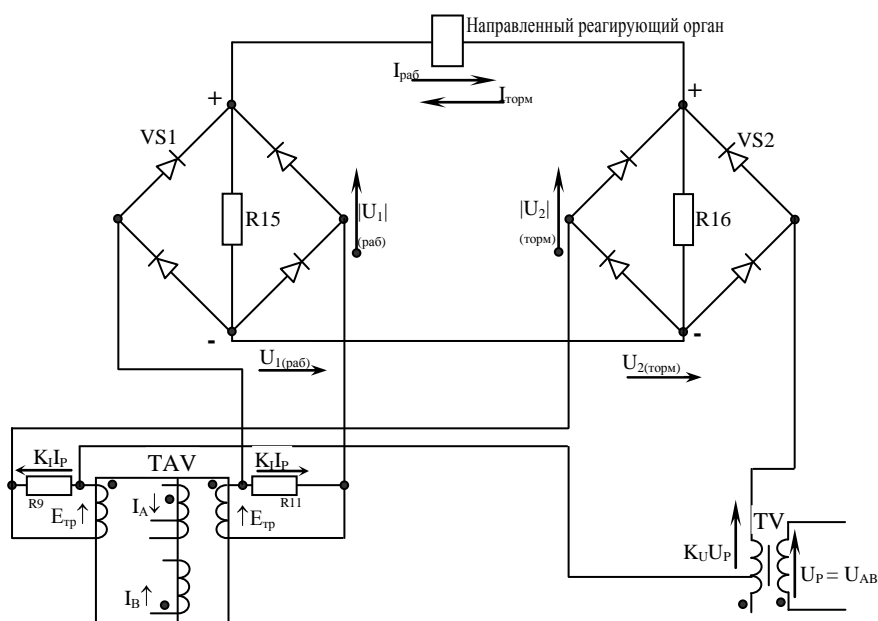 Направленный реагирующий орган
Iраб
Iторм
+
+
VS1
VS2
R15
|U1|
(раб)
|U2|
(торм)
R16
-
-
U1(раб)
U2(торм)
KIIP
TAV
KIIP
R9
R11
Eтр↑
IA↓
↑Eтр
IB↑
TV
KUUP
UP = UAB